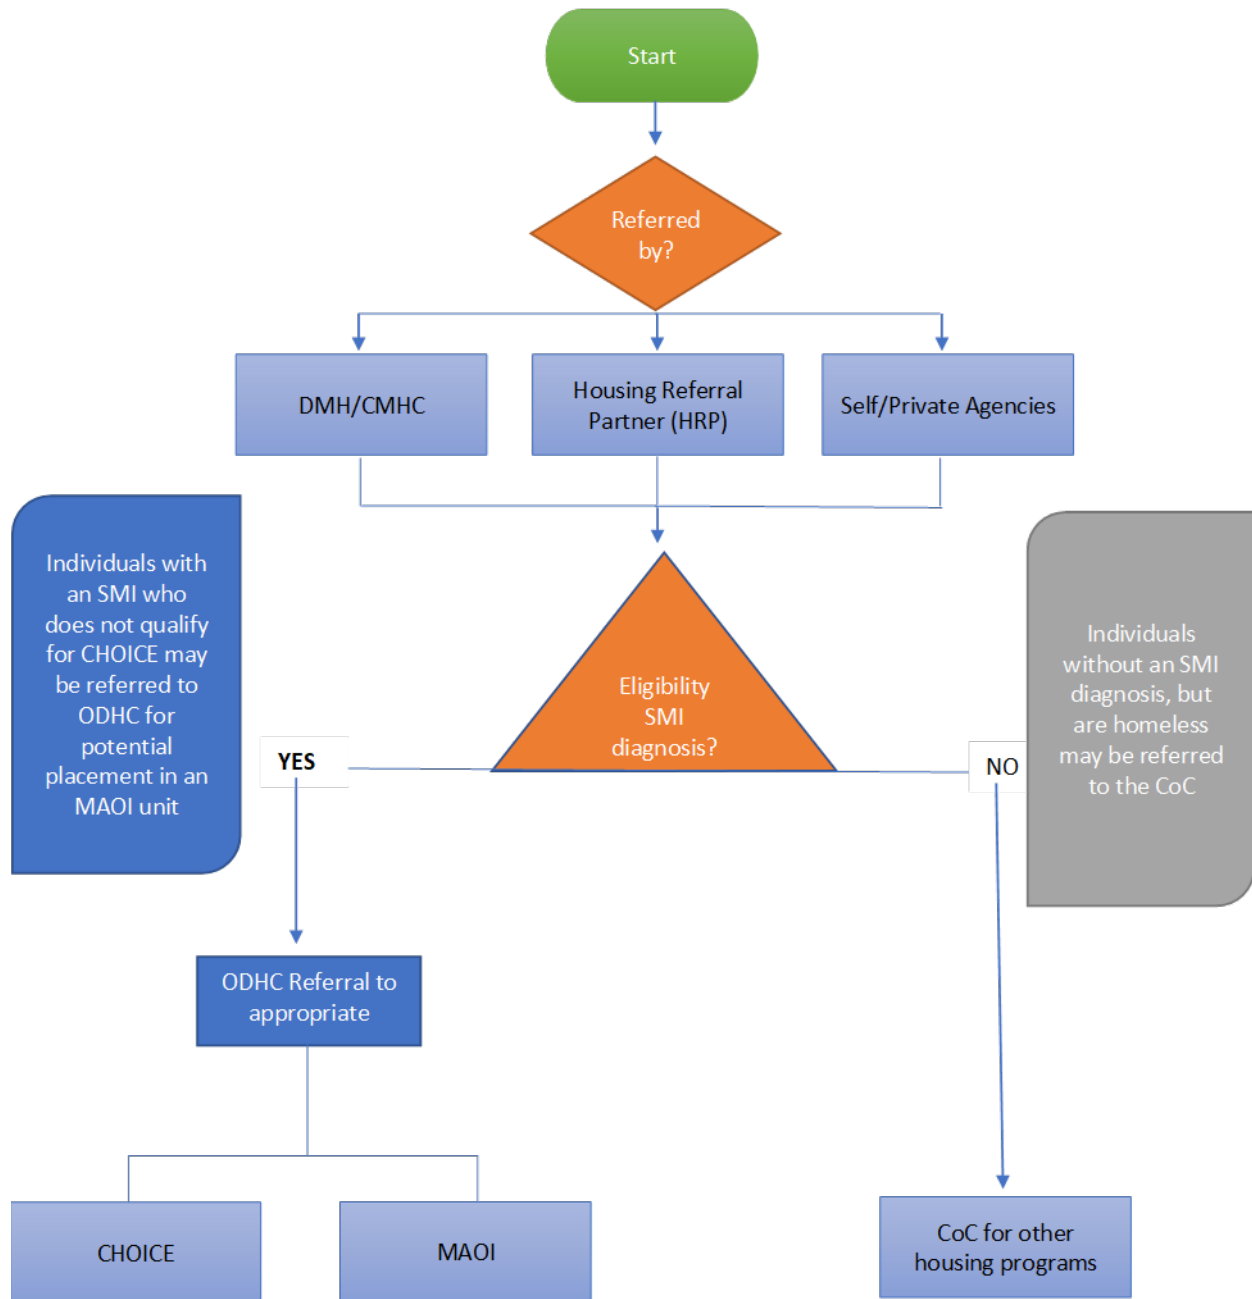 Start
Referred
by?
DMH/CMHC
Housing Referral
Partner (HRP)
Self/Private Agencies
Individuals with
an SMI who
does not qualify
for CHOICE may
be referred to
ODHC for
potential
placement in an
MAOI unit
Eligibility
SMI
diagnosis?
Individuals
without an SMI
diagnosis, but
are homeless
may be referred
to the CoC
YES
NO
ODHC Referral to
appropriate
CHOICE
MAOI
CoC for other
housing programs